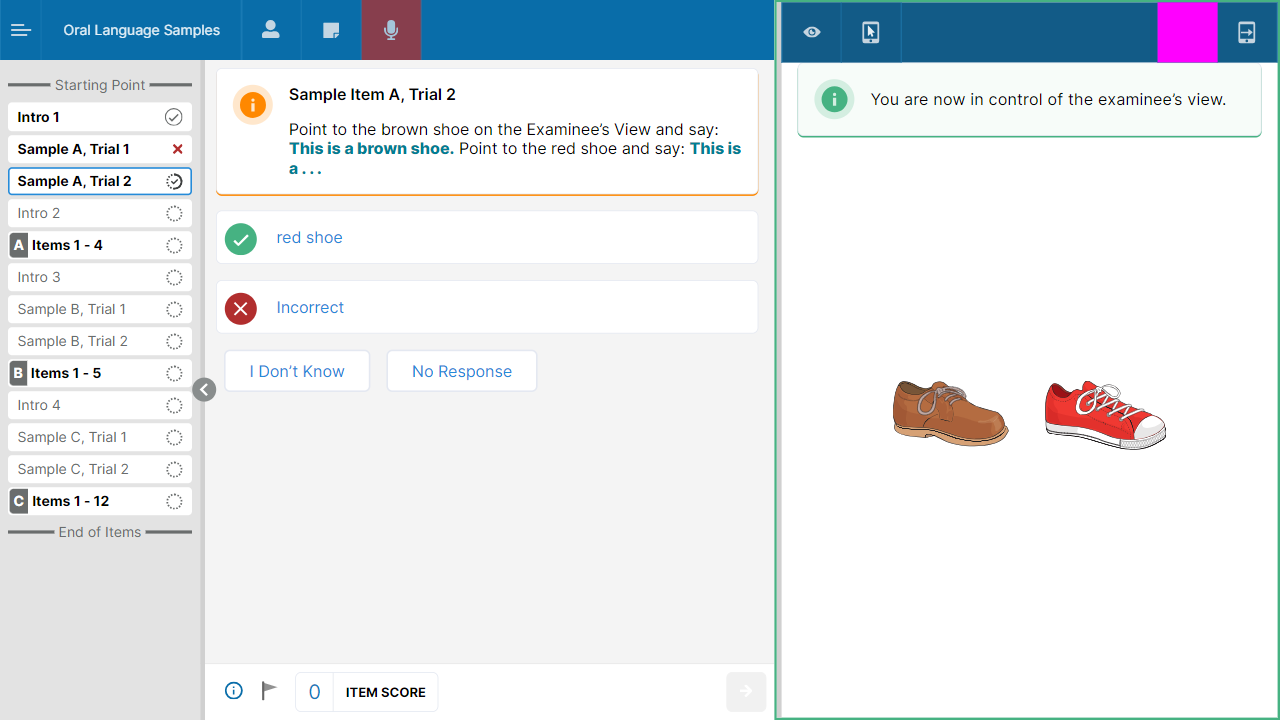 Oral Language Samples
Starting Point
Intro 1
Sample A, Trial 1
Sample A, Trial 2
Intro 2
A Items 1 - 4
Intro 3
Sample B, Trial 1
Sample B, Trial 2
B Items 1 - 5
Intro 4
Sample C, Trial 1
Sample C, Trial 2
C Items 1 - 12
End of Items
Sample Item A, Trial 2
Point to the brown shoe on the Examinee’s View and say:
This is a brown shoe. Point to the red shoe and say: This is
a . . .
red shoe
Incorrect
I Don’t Know
No Response
0 ITEM SCORE
You are now in control of the examinee’s view.